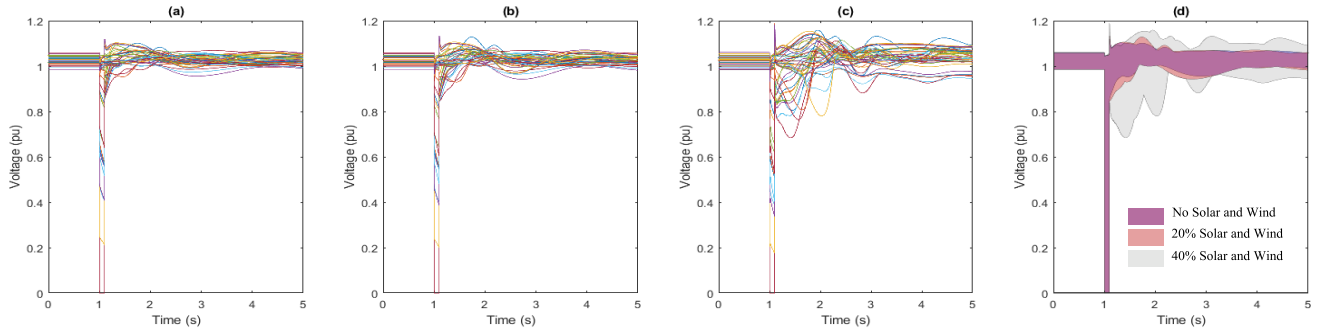 (a)
1.2
1
0.8
0.6
0.4
0.2
0
Voltage (pu)
0 1 2 3 4 5
Time (s)
(b)
1.2
1
0.8
0.6
0.4
0.2
0
Voltage (pu)
0 1 2 3 4 5
Time (s)
(c)
1.2
1
0.8
0.6
0.4
0.2
0
Voltage (pu)
0 1 2 3 4 5
Time (s)
(d)
1.2
1
0.8
0.6
0.4
0.2
0
Voltage (pu)
No Solar and Wind
20% Solar and Wind
40% Solar and Wind
0 1 2 3 4 5
Time (s)